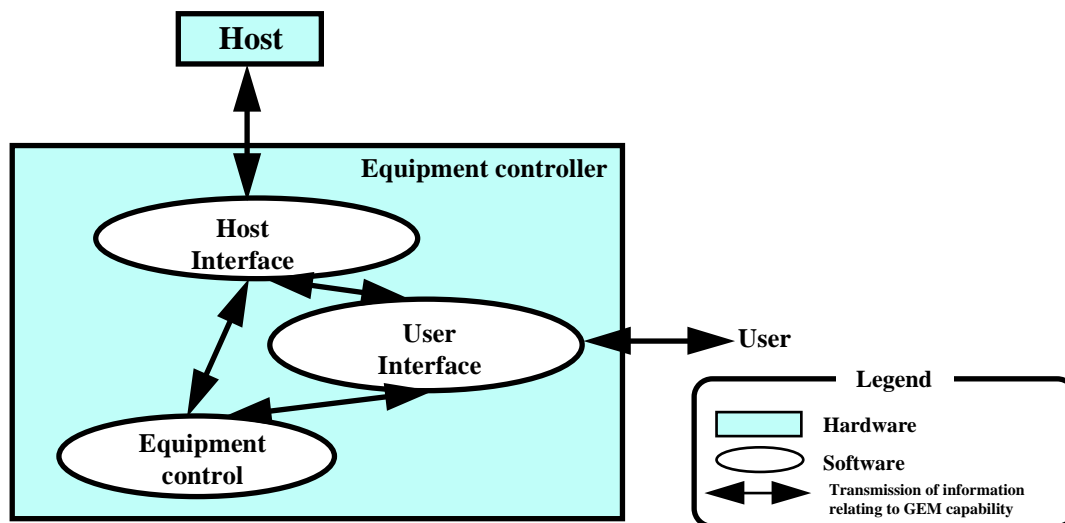 Host
Equipment controller
Host
Interface
User
Interface
User
Equipment
control
Legend
Hardware
Software
Transmission of information
relating to GEM capability